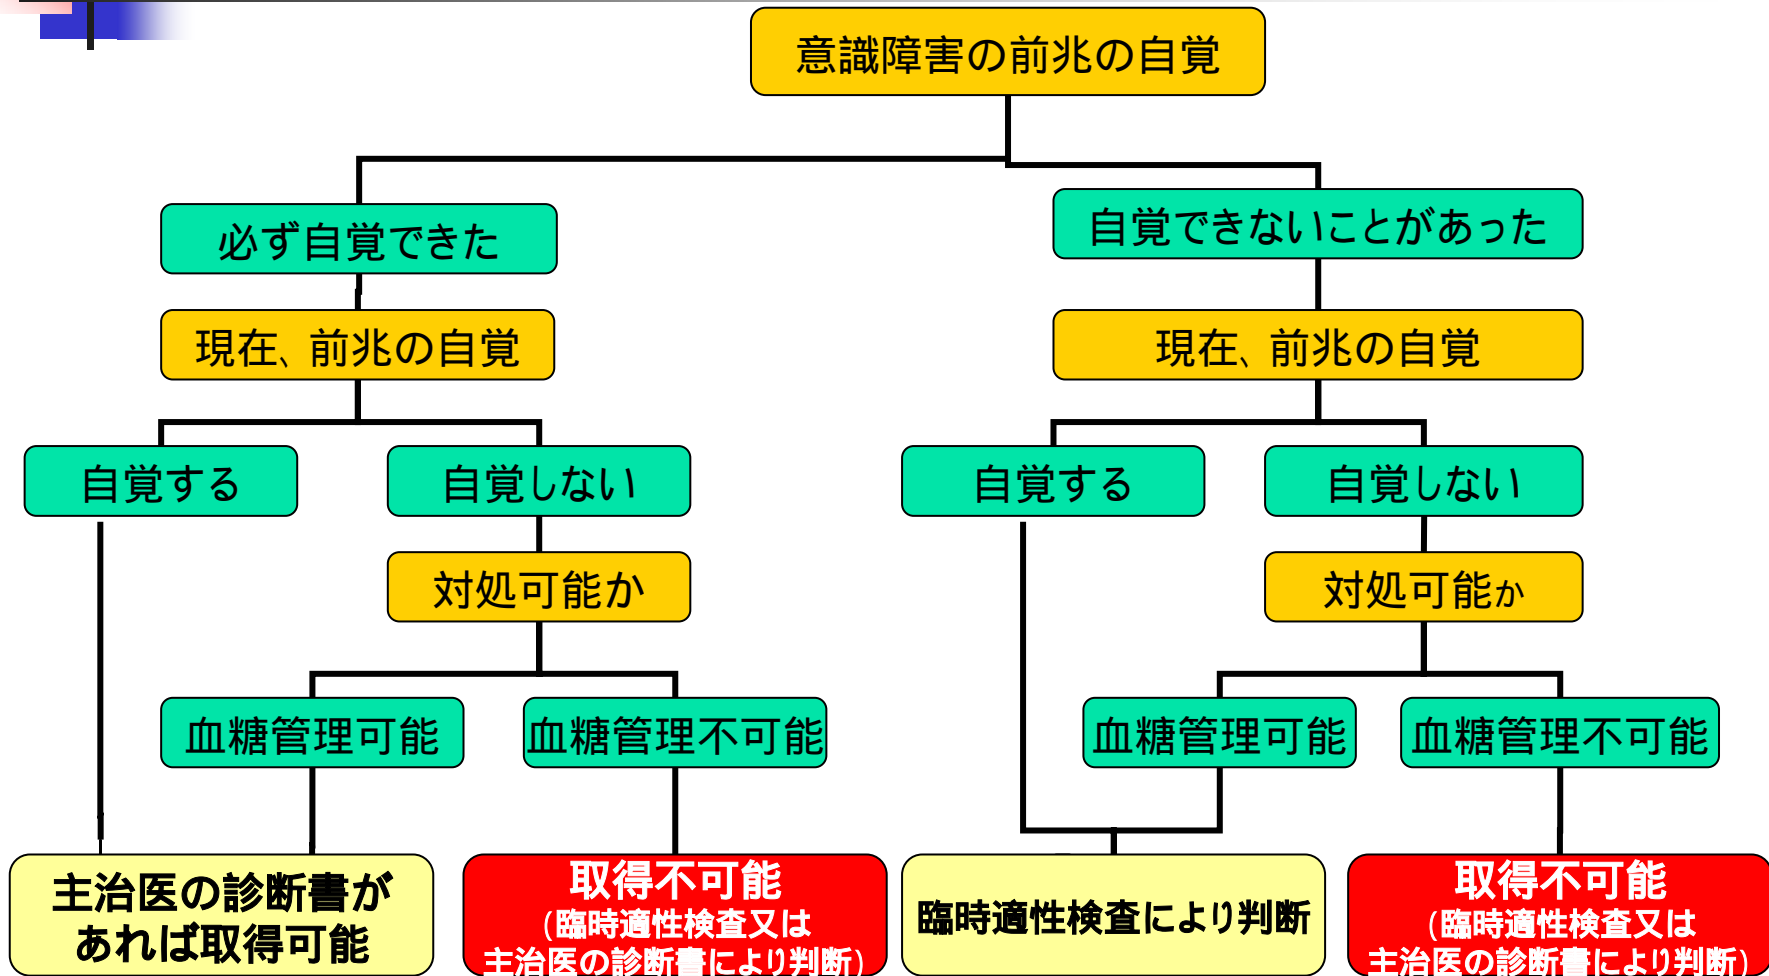 意識障害の前兆の自覚
必ず自覚できた
自覚できないことがあった
現在、前兆の自覚
現在、前兆の自覚
自覚する
自覚しない
自覚する
自覚しない
対処可能か
対処可能か
血糖管理可能
血糖管理不可能
血糖管理可能
血糖管理不可能
主治医の診断書が
あれば取得可能
取得不可能
（臨時適性検査又は
主治医の診断書により判断）
臨時適性検査により判断
取得不可能
（臨時適性検査又は
主治医の診断書により判断）